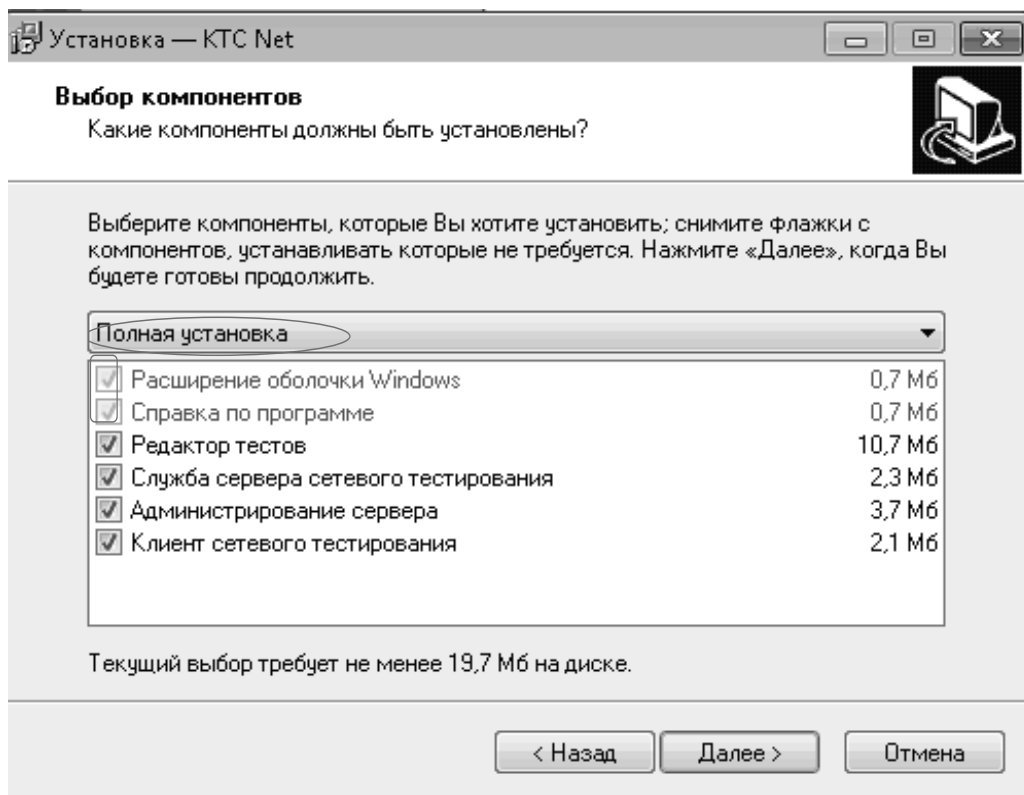 Установка — KTC Net
Выбор компонентов
Какие компоненты должны быть установлены?
Выберите компоненты, которые Вы хотите установить; снимите флажки с
компонентов, устанавливать которые не требуется. Нажмите «Далее», когда Вы
будете готовы продолжить.
Полная установка
Расширение оболочки Windows 0,7 Мб
Справка по программе 0,7 Мб
Редактор тестов 10,7 Мб
Служба сервера сетевого тестирования 2,3 Мб
Администрирование сервера 3,7 Мб
Клиент сетевого тестирования 2,1 Мб
Текущий выбор требует не менее 19,7 Мб на диске.
< Назад Далее > Отмена